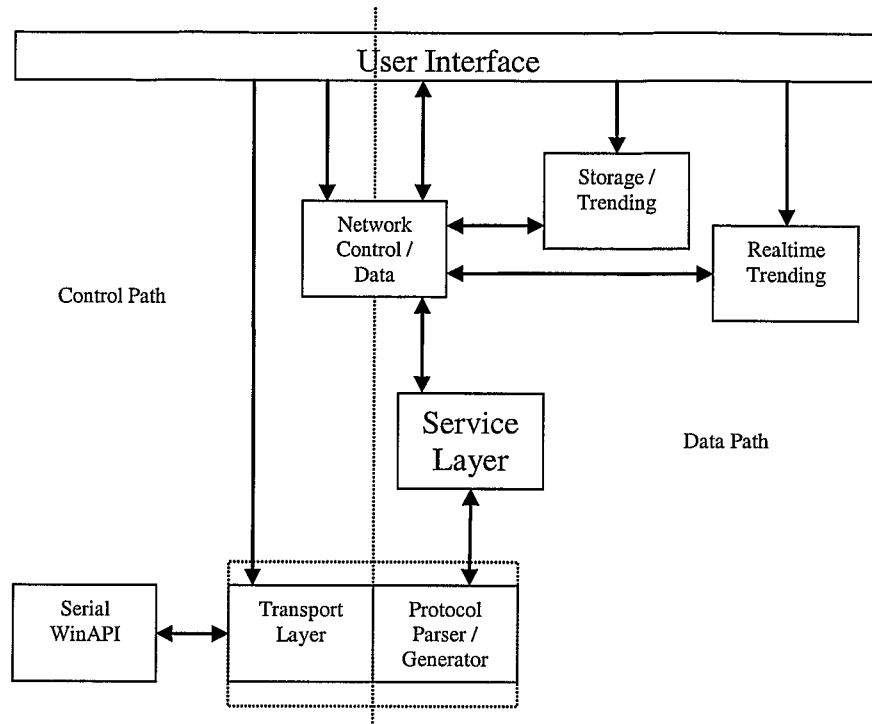 User Interface
Storage /
Trending
Network
Control /
Data
Realtime
Trending
Control Path
Service
Layer
Data Path
Serial
WinAPI
Transport
Layer
Protocol
Parser /
Generator